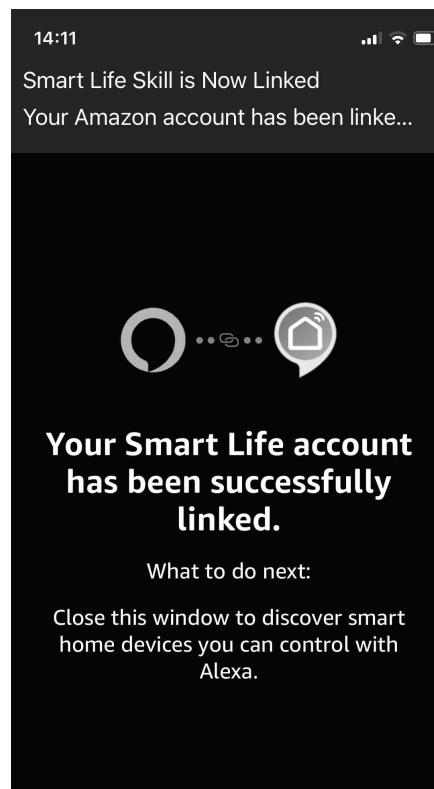 14:11
Smart Life Skill is Now Linked
Your Amazon account has been linke...
Your Smart Life account
has been successfully
linked.
What to do next:
Close this window to discover smart
home devices you can control with
Alexa.